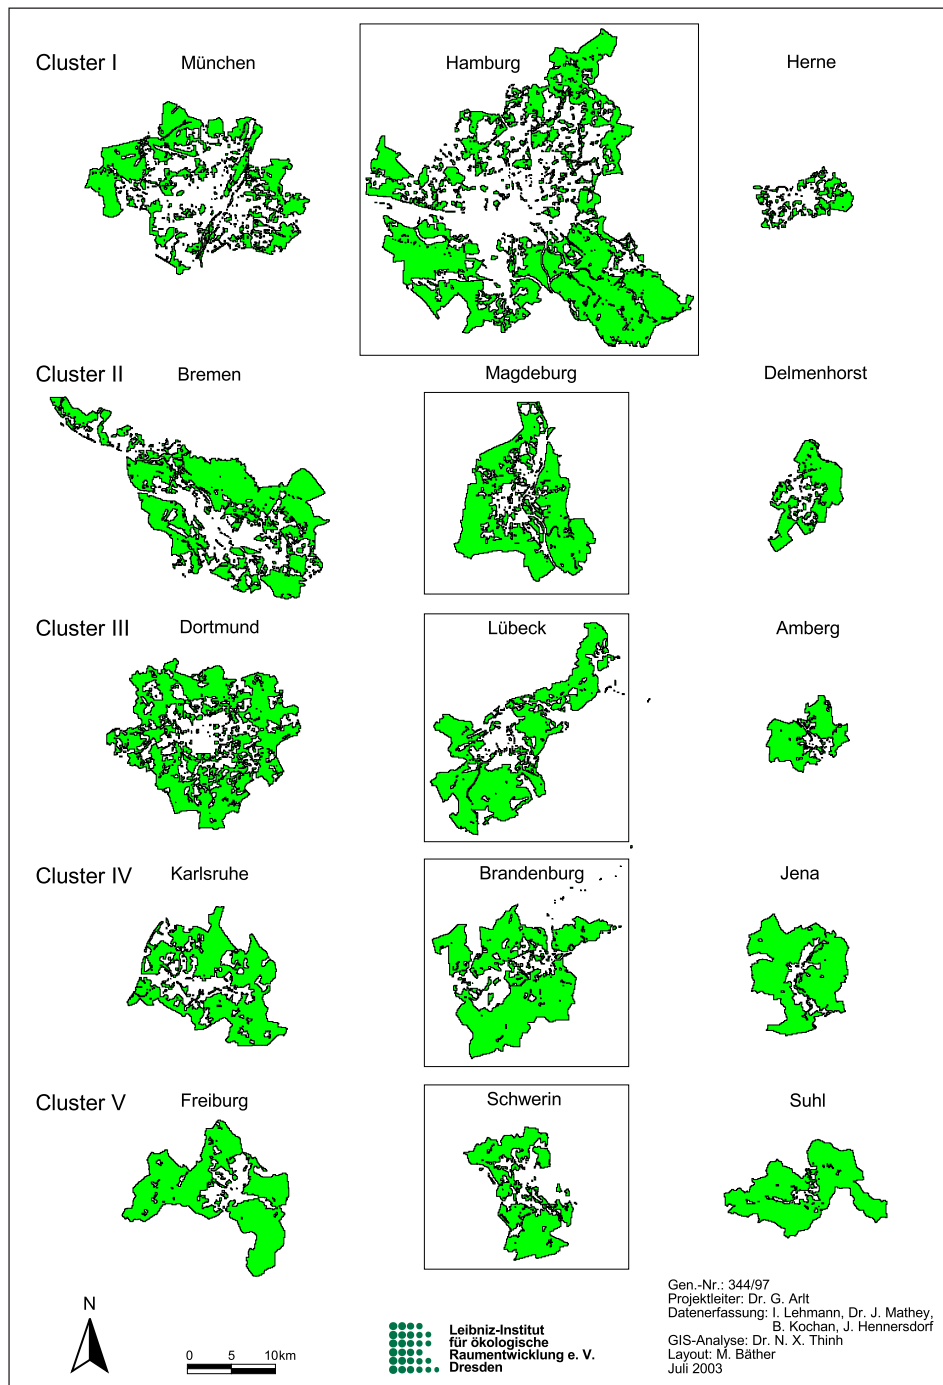 Cluster I
München
Hamburg
Herne
Cluster II
Bremen
Magdeburg
Delmenhorst
Cluster III
Dortmund
Lübeck
Amberg
Cluster IV
Karlsruhe
Brandenburg
Jena
Cluster V
Freiburg
Schwerin
Suhl
N
0 5 10km
Leibniz-Institut
für ökologische
Raumentwicklung e. V.
Dresden
Gen.-Nr.: 344/97
Projektleiter: Dr. G. Arlt
Datenerfassung: I. Lehmann, Dr. J. Mathey,
B. Kochan, J. Hennersdorf
GIS-Analyse: Dr. N. X. Thinh
Layout: M. Bäther
Juli 2003